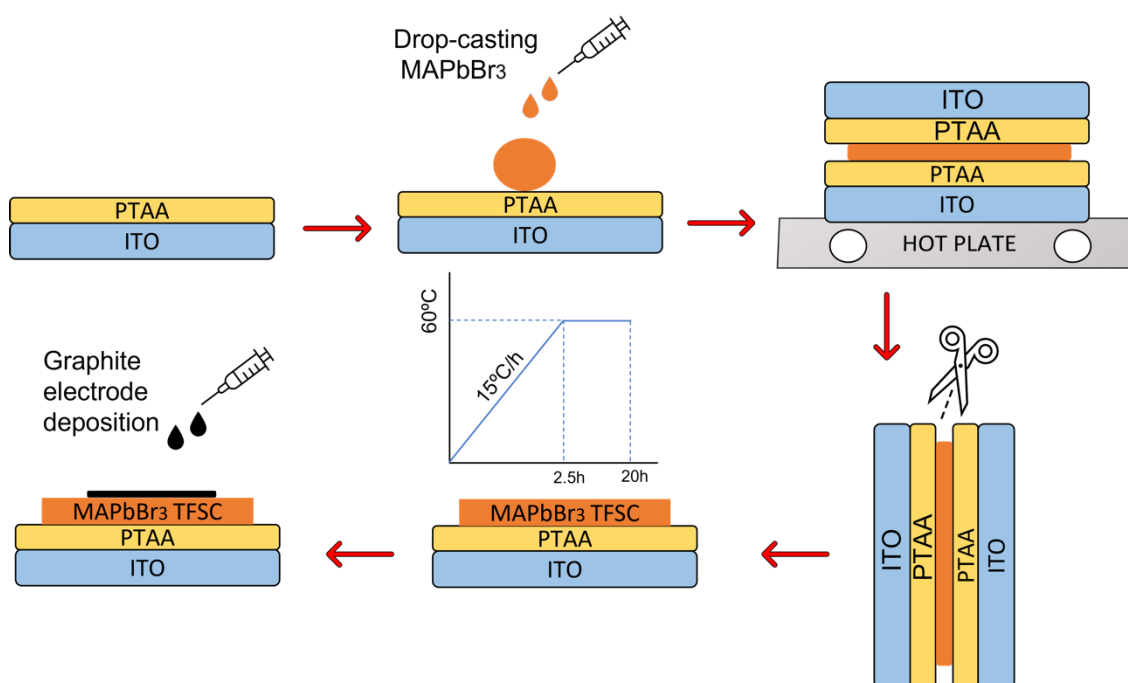 PTAA
ITO
Drop-casting
MAPbBr₃
PTAA
ITO
ITO
PTAA
PTAA
ITO
HOT PLATE
60ºC
15ºC/h
2.5h
20h
ITO
PTAA
PTAA
ITO
MAPbBr₃ TFSC
PTAA
ITO
Graphite
electrode
deposition
MAPbBr₃ TFSC
PTAA
ITO